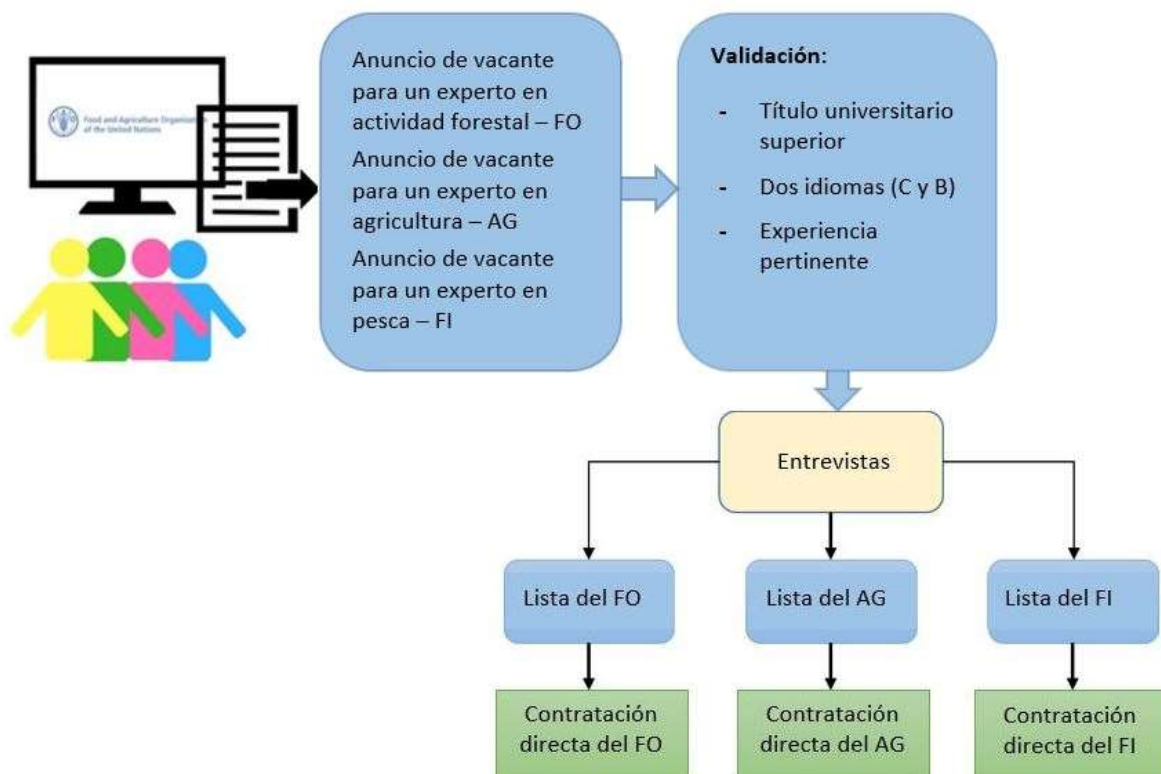 Food and Agriculture Organization
of the United Nations
Anuncio de vacante
para un experto en
actividad forestal – FO
Anuncio de vacante
para un experto en
agricultura – AG
Anuncio de vacante
para un experto en
pesca – FI
Validación:
- Título universitario
superior
- Dos idiomas (C y B)
- Experiencia
pertinente
Entrevistas
Lista del FO
Lista del AG
Lista del FI
Contratación
directa del FO
Contratación
directa del AG
Contratación
directa del FI